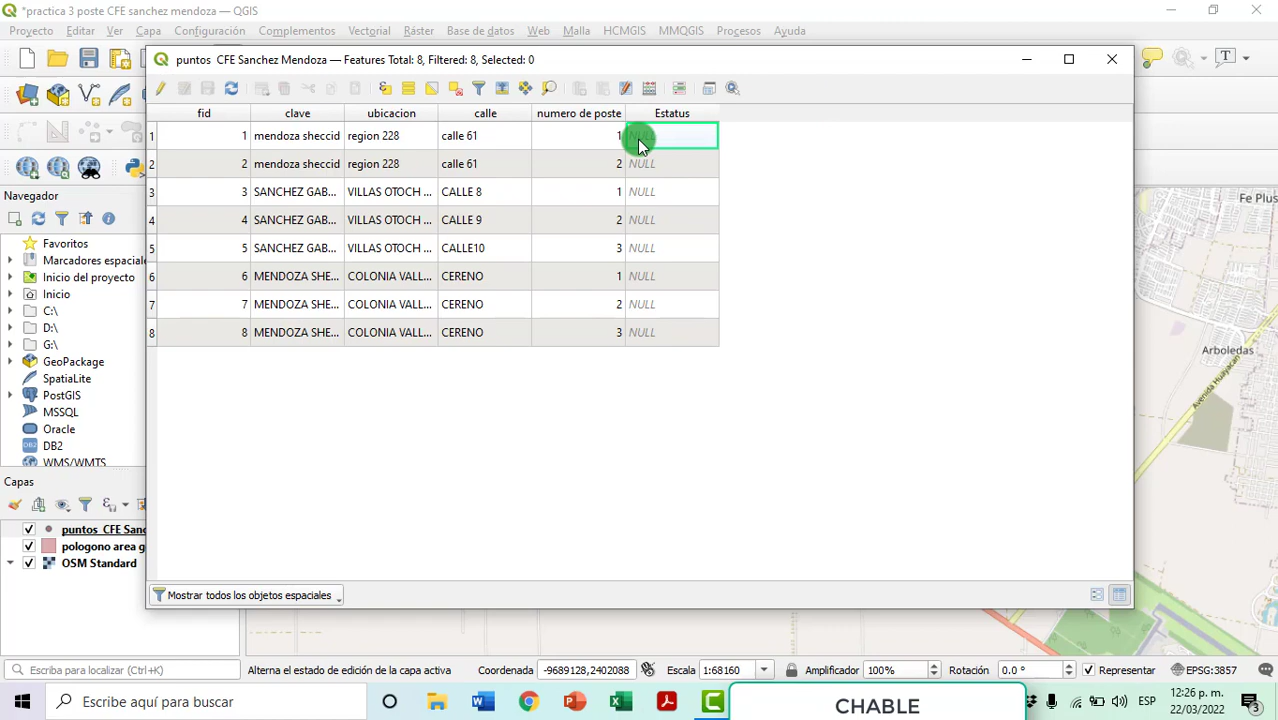 *practica 3 poste CFE sanchez mendoza — QGIS
Proyecto Editar Ver Capa Configuración Complementos Vectorial Ráster Base de datos Web Malla HCMGIS MMQGIS Procesos Ayuda
puntos CFE Sanchez Mendoza — Features Total: 8, Filtered: 8, Selected: 0
fid clave ubicacion calle numero de poste Estatus
1 1 mendoza sheccid region 228 calle 61 1 NULL
2 2 mendoza sheccid region 228 calle 61 2 NULL
3 3 SANCHEZ GAB... VILLAS OTOCH ... CALLE 8 1 NULL
4 4 SANCHEZ GAB... VILLAS OTOCH ... CALLE 9 2 NULL
5 5 SANCHEZ GAB... VILLAS OTOCH ... CALLE10 3 NULL
6 6 MENDOZA SHE... COLONIA VALL... CERENO 1 NULL
7 7 MENDOZA SHE... COLONIA VALL... CERENO 2 NULL
8 8 MENDOZA SHE... COLONIA VALL... CERENO 3 NULL
Mostrar todos los objetos espaciales
Navegador
Favoritos
Marcadores espaciale
Inicio del proyecto
Inicio
C:\
D:\
G:\
GeoPackage
SpatiaLite
PostGIS
MSSQL
Oracle
DB2
WMS/WMTS
Capas
puntos CFE Sanc
pologono area g
OSM Standard
Fe Plus
Arboledas
Avenida Huayacan
Escriba para localizar (Ctrl+K) Alterna el estado de edición de la capa activa Coordenada -9689128,2402088 Escala 1:68160 Amplificador 100% Rotación 0.0 ° Representar EPSG:3857
Escribe aquí para buscar
CHABLE
ESP
12:26 p. m.
22/03/2022
3